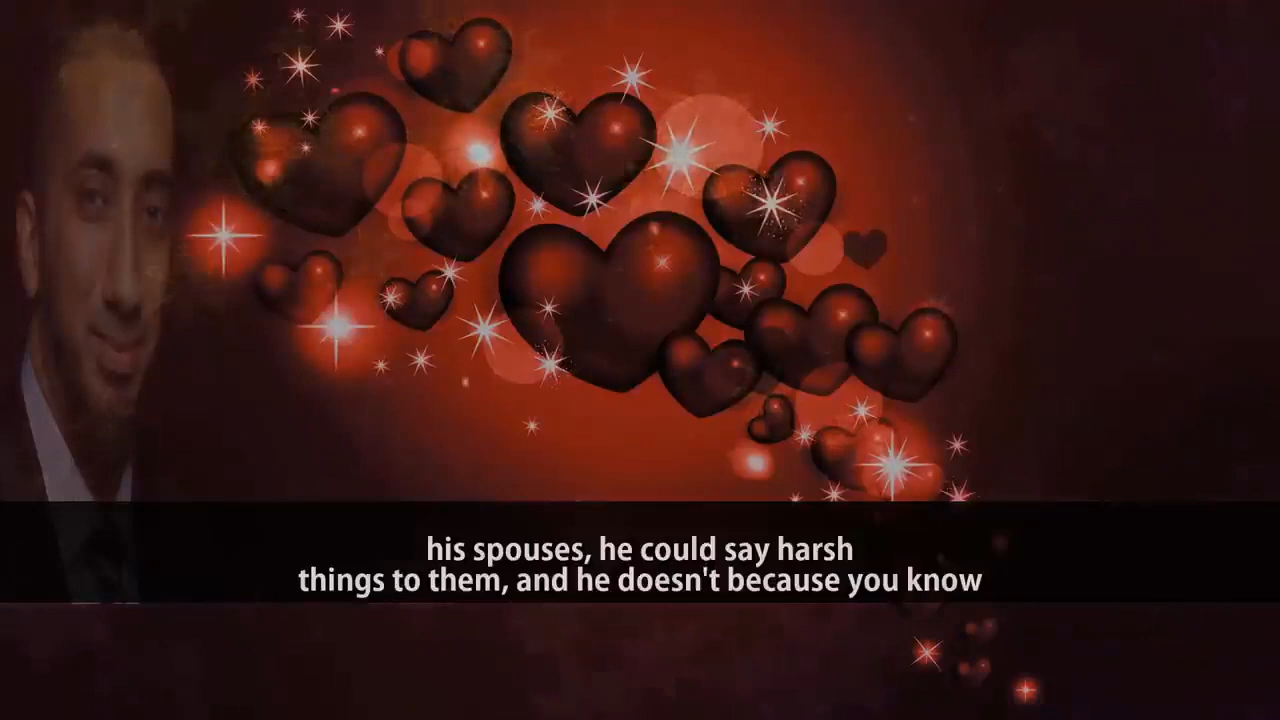 his spouses, he could say harsh
things to them, and he doesn't because you know